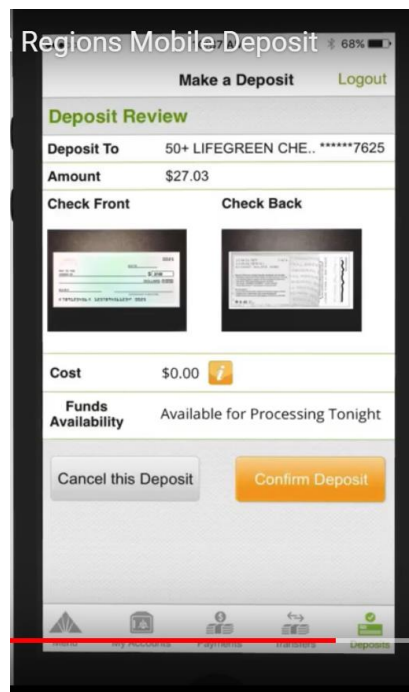 Regions Mobile Deposit
68%
Make a Deposit Logout
Deposit Review
Deposit To 50+ LIFEGREEN CHE.. ******7625
Amount $27.03
Check Front Check Back
Cost $0.00 i
Funds Availability Available for Processing Tonight
Cancel this Deposit Confirm Deposit
Menu My Accounts Payments Transfers Deposits